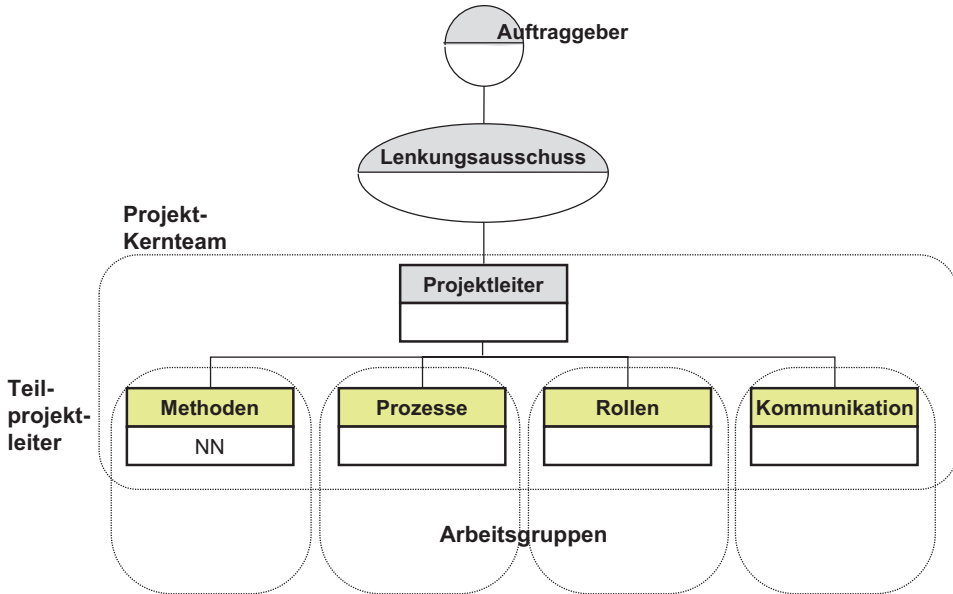 Auftraggeber
Lenkungsausschuss
Projekt-
Kernteam
Projektleiter
Teil-
projekt-
leiter
Methoden
Prozesse
Rollen
Kommunikation
NN
Arbeitsgruppen